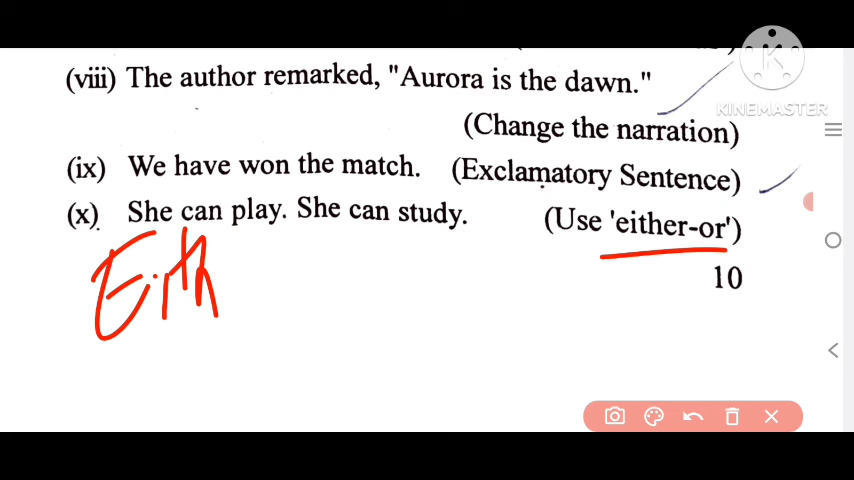 (viii) The author remarked, "Aurora is the dawn."
(Change the narration)
(ix) We have won the match. (Exclamatory Sentence)
(x) She can play. She can study. (Use 'either-or')
10
Eith
K
KINEMASTER